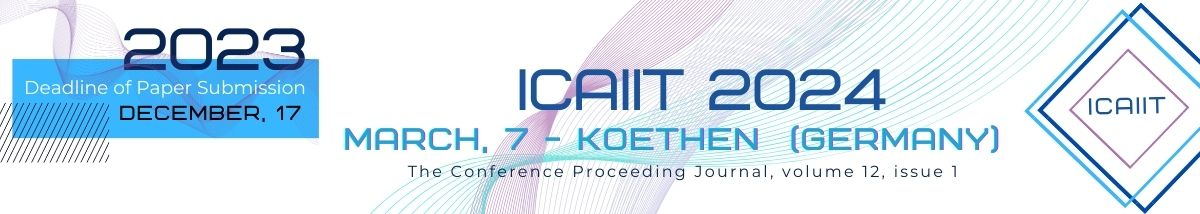 2023
Deadline of Paper Submission
DECEMBER, 17
ICAIIT 2024
MARCH, 7 - KOETHEN (GERMANY)
The Conference Proceeding Journal, volume 12, issue 1
ICAIIT